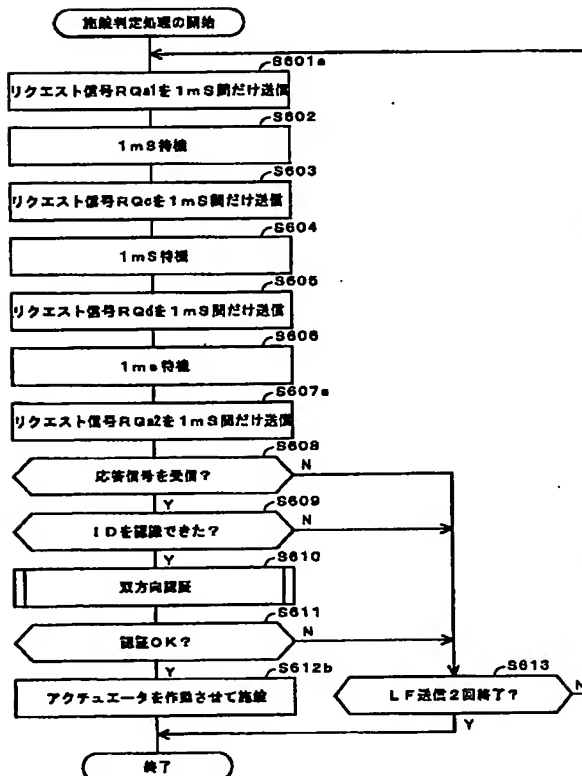 施錠判定処理の開始
S601a
リクエスト信号RQa1を1mS間だけ送信
S602
1mS待機
S603
リクエスト信号RQcを1mS間だけ送信
S604
1mS待機
S605
リクエスト信号RQdを1mS間だけ送信
S606
1ms待機
S607a
リクエスト信号RQa2を1mS間だけ送信
S608
応答信号を受信?
N
Y
S609
IDを認識できた?
N
Y
S610
双方向認証
S611
認証OK?
N
Y
S612b
アクチュエータを作動させて施錠
S613
LF送信2回終了?
N
Y
終了